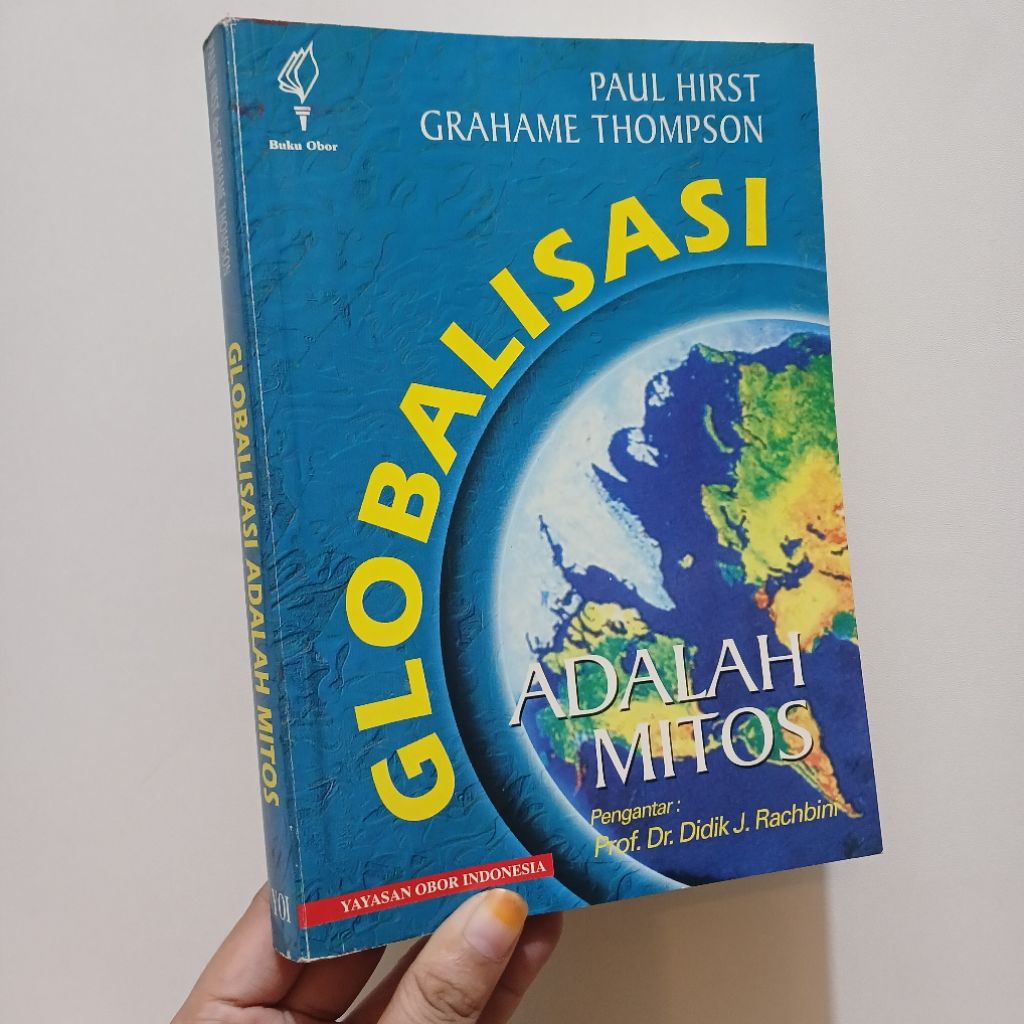 Buku Obor
PAUL HIRST
GRAHAME THOMPSON
GLOBALISASI
ADALAH
MITOS
Pengantar :
Prof. Dr. Didik J. Rachbini
YAYASAN OBOR INDONESIA
GLOBALISASI ADALAH MITOS
YOI